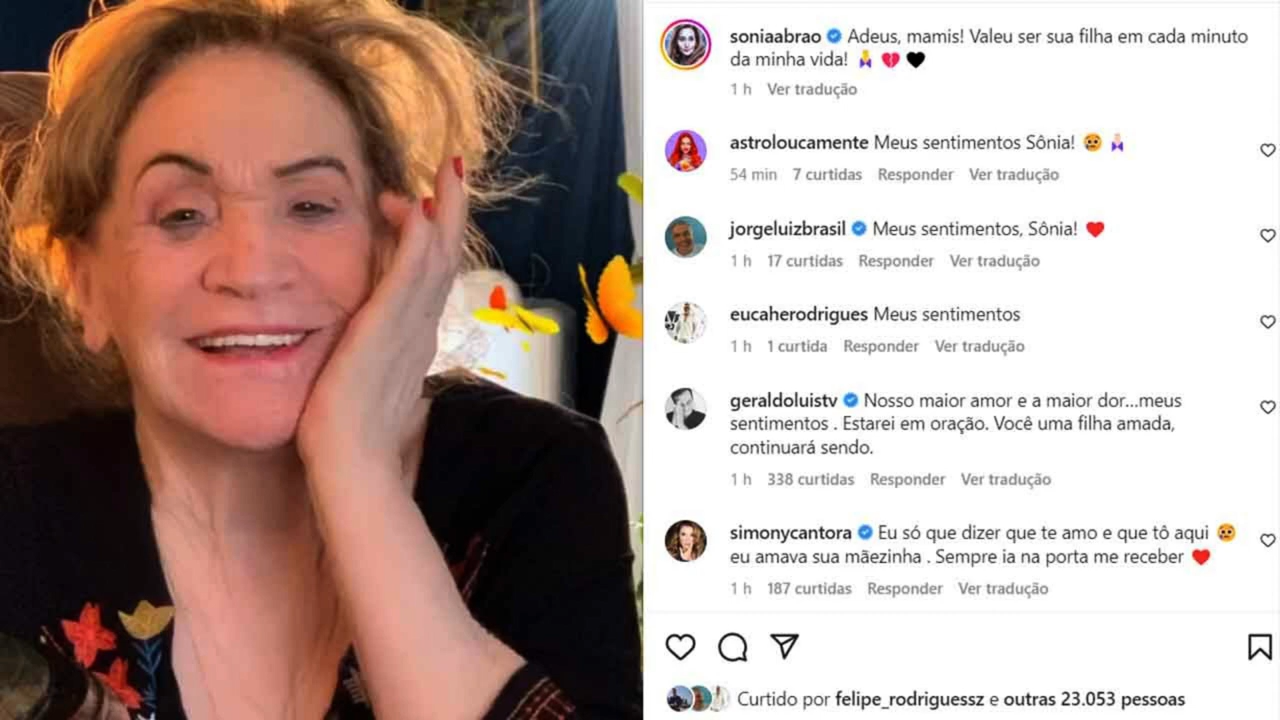 soniaabrao Adeus, mamis! Valeu ser sua filha em cada minuto
da minha vida! 🙏 💔 🖤
1 h Ver tradução
astroloucamente Meus sentimentos Sônia! 😢 🙏🏻
54 min 7 curtidas Responder Ver tradução
jorgeluizbrasil Meus sentimentos, Sônia! ❤️
1 h 17 curtidas Responder Ver tradução
eucaherodrigues Meus sentimentos
1 h 1 curtida Responder Ver tradução
geraldoluistv Nosso maior amor e a maior dor...meus
sentimentos . Estarei em oração. Você uma filha amada,
continuará sendo.
1 h 338 curtidas Responder Ver tradução
simonycantora Eu só que dizer que te amo e que tô aqui 😢
eu amava sua mãezinha . Sempre ia na porta me receber ❤️
1 h 187 curtidas Responder Ver tradução
Curtido por felipe_rodriguessz e outras 23.053 pessoas